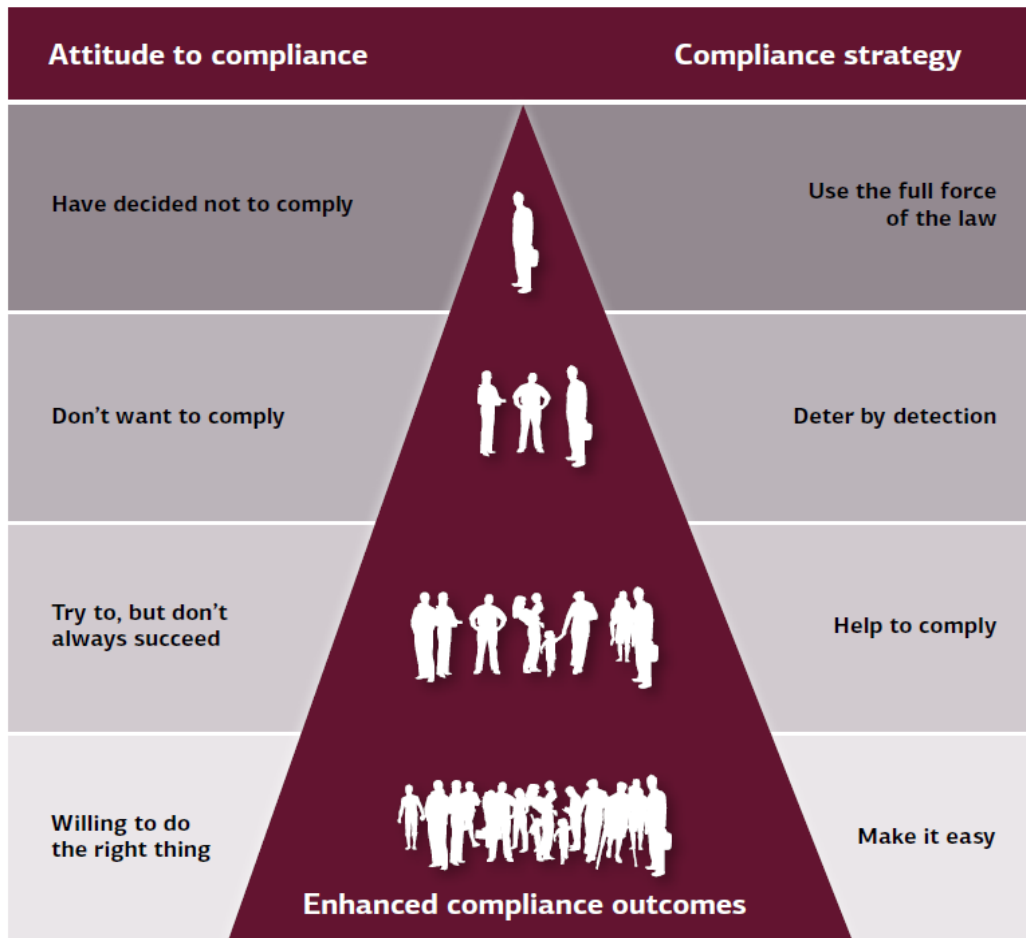 Attitude to compliance
Compliance strategy
Have decided not to comply
Use the full force
of the law
Don't want to comply
Deter by detection
Try to, but don't
always succeed
Help to comply
Willing to do
the right thing
Make it easy
Enhanced compliance outcomes